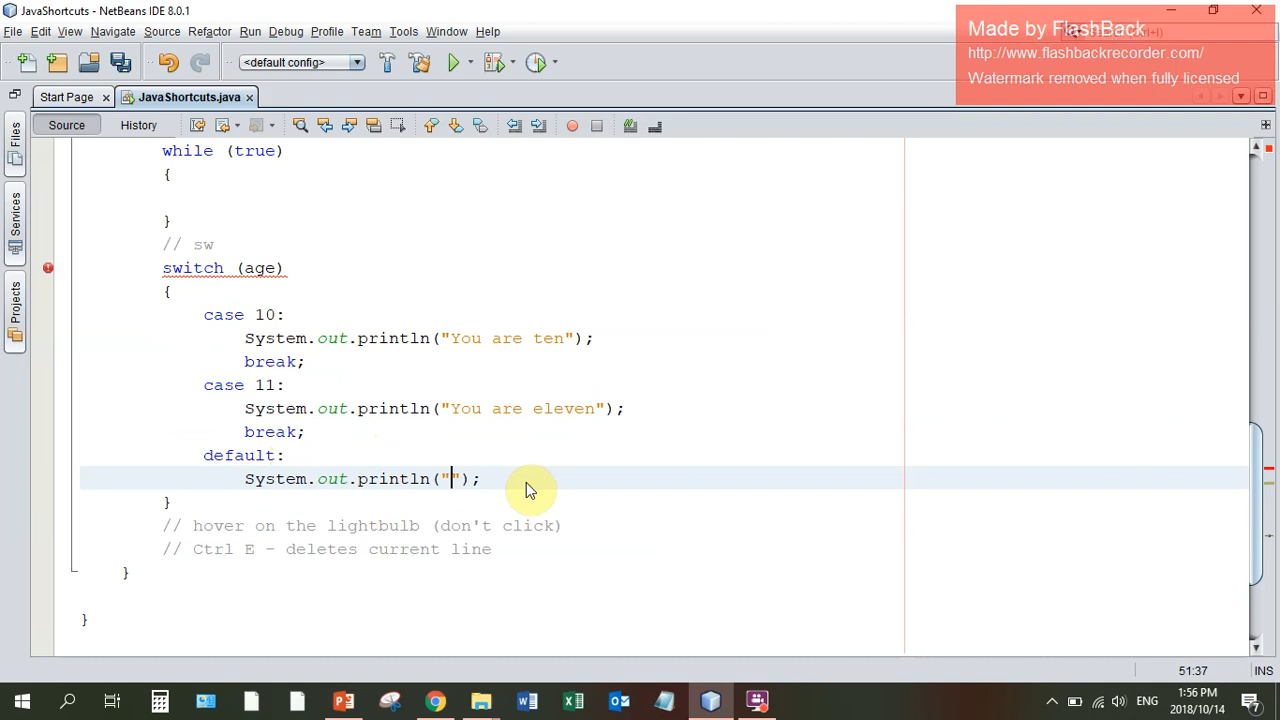 JavaShortcuts - NetBeans IDE 8.0.1
File Edit View Navigate Source Refactor Run Debug Profile Team Tools Window Help
Made by FlashBack
http://www.flashbackrecorder.com/
Watermark removed when fully licensed
<default config>
Start Page
JavaShortcuts.java
Source History
Files
Services
Projects
while (true)
{
}
// sw
switch (age)
{
case 10:
System.out.println("You are ten");
break;
case 11:
System.out.println("You are eleven");
break;
default:
System.out.println("");
}
// hover on the lightbulb (don't click)
// Ctrl E - deletes current line
}
}
51:37 INS
ENG
1:56 PM
2018/10/14
7